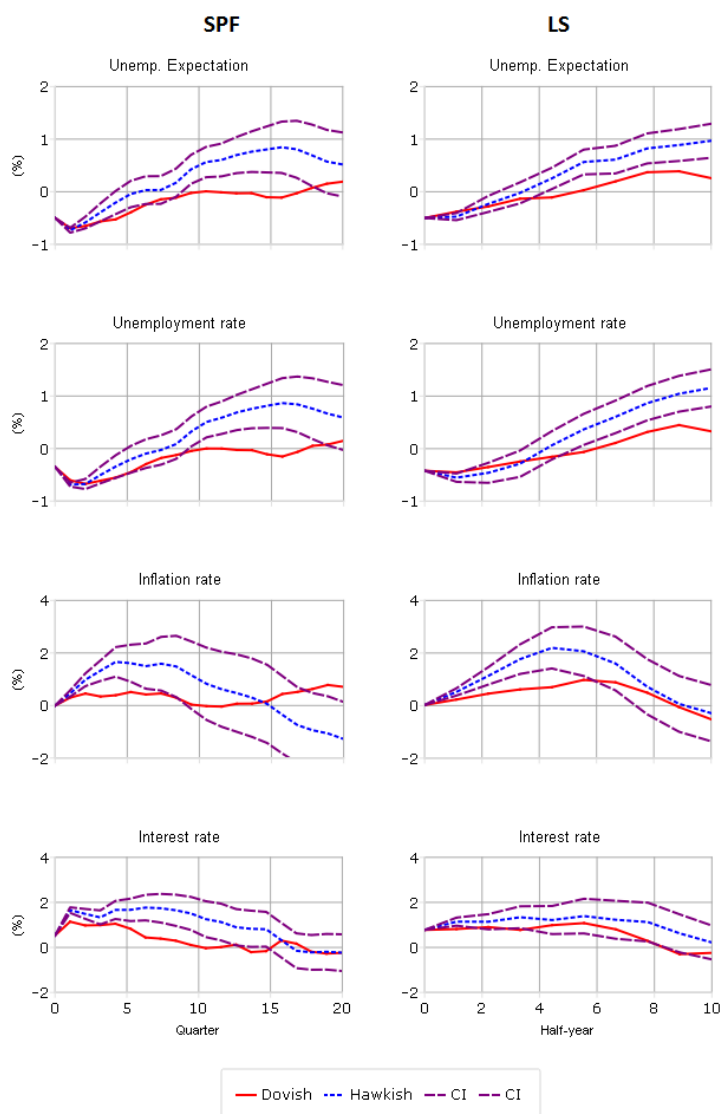 SPF LS
Unemp. Expectation Unemp. Expectation
2 2
1 1
(%)
0 0
−1 −1
Unemployment rate Unemployment rate
2 2
1 1
(%)
0 0
−1 −1
Inflation rate Inflation rate
4 4
2 2
(%)
0 0
−2 −2
Interest rate Interest rate
4 4
2 2
(%)
0 0
−2 −2
0 5 10 15 20 0 2 4 6 8 10
Quarter Half-year
Dovish Hawkish CI CI